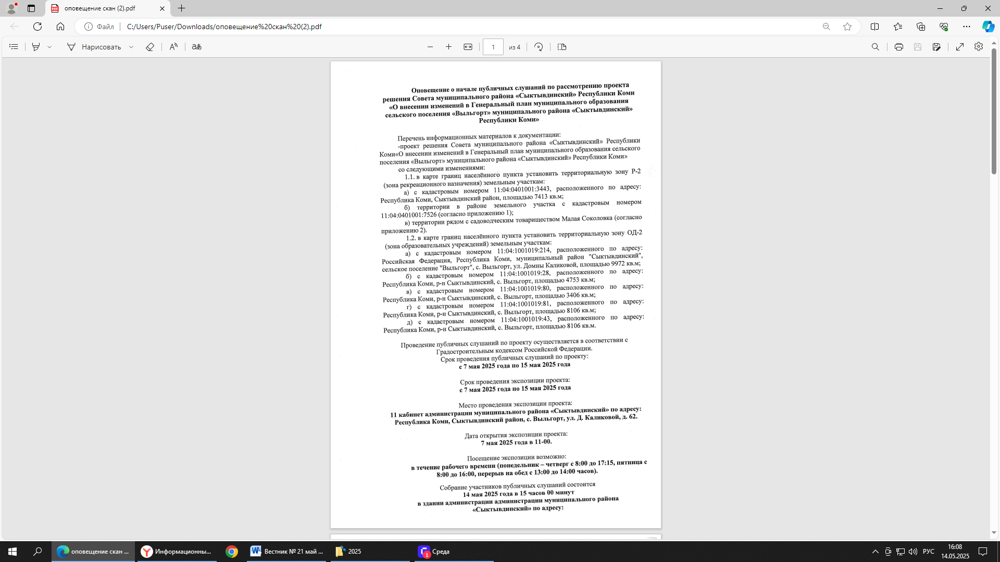 оповещение скан (2).pdf
Файл
C:/Users/Puser/Downloads/оповещение%20скан%20(2).pdf
Нарисовать
1
из 4
Оповещение о начале публичных слушаний по рассмотрению проекта
решения Совета муниципального района «Сыктывдинский» Республики Коми
«О внесении изменений в Генеральный план муниципального образования
сельского поселения «Выльгорт» муниципального района «Сыктывдинский»
Республики Коми»
Перечень информационных материалов к документации:
-проект решения Совета муниципального района «Сыктывдинский» Республики
Коми«О внесении изменений в Генеральный план муниципального образования сельского
поселения «Выльгорт» муниципального района «Сыктывдинский» Республики Коми»
со следующими изменениями:
1.1. в карте границ населённого пункта установить территориальную зону Р-2
(зона рекреационного назначения) земельным участкам:
а) с кадастровым номером 11:04:0401001:3443, расположенного по адресу:
Республика Коми, Сыктывдинский район, площадью 7413 кв.м;
б) территории в районе земельного участка с кадастровым номером
11:04:0401001:7526 (согласно приложению 1);
в) территории рядом с садоводческим товариществом Малая Соколовка (согласно
приложению 2).
1.2. в карте границ населённого пункта установить территориальную зону ОД-2
(зона образовательных учреждений) земельным участкам:
а) с кадастровым номером 11:04:1001019:214, расположенного по адресу:
Российская Федерация, Республика Коми, муниципальный район "Сыктывдинский",
сельское поселение "Выльгорт", с. Выльгорт, ул. Домны Каликовой, площадью 9972 кв.м;
б) с кадастровым номером 11:04:1001019:28, расположенного по адресу:
Республика Коми, р-н Сыктывдинский, с. Выльгорт, площадью 4753 кв.м;
в) с кадастровым номером 11:04:1001019:80, расположенного по адресу:
Республика Коми, р-н Сыктывдинский, с. Выльгорт, площадью 3406 кв.м;
г) с кадастровым номером 11:04:1001019:81, расположенного по адресу:
Республика Коми, р-н Сыктывдинский, с. Выльгорт, площадью 8106 кв.м;
д) с кадастровым номером 11:04:1001019:43, расположенного по адресу:
Республика Коми, р-н Сыктывдинский, с. Выльгорт, площадью 8106 кв.м.
Проведение публичных слушаний по проекту осуществляется в соответствии с
Градостроительным кодексом Российской Федерации.
Срок проведения публичных слушаний по проекту:
с 7 мая 2025 года по 15 мая 2025 года
Срок проведения экспозиции проекта:
с 7 мая 2025 года по 15 мая 2025 года
Место проведения экспозиции проекта:
11 кабинет администрации муниципального района «Сыктывдинский» по адресу:
Республика Коми, Сыктывдинский район, с. Выльгорт, ул. Д. Каликовой, д. 62.
Дата открытия экспозиции проекта:
7 мая 2025 года в 11-00.
Посещение экспозиции возможно:
в течение рабочего времени (понедельник – четверг с 8:00 до 17:15, пятница с
8:00 до 16:00, перерыв на обед с 13:00 до 14:00 часов).
Собрание участников публичных слушаний состоится
14 мая 2025 года в 15 часов 00 минут
в здании администрации администрации муниципального района
«Сыктывдинский» по адресу:
оповещение скан ...
Информационны...
Вестник № 21 май ...
2025
1
Среда
РУС
16:08
14.05.2025